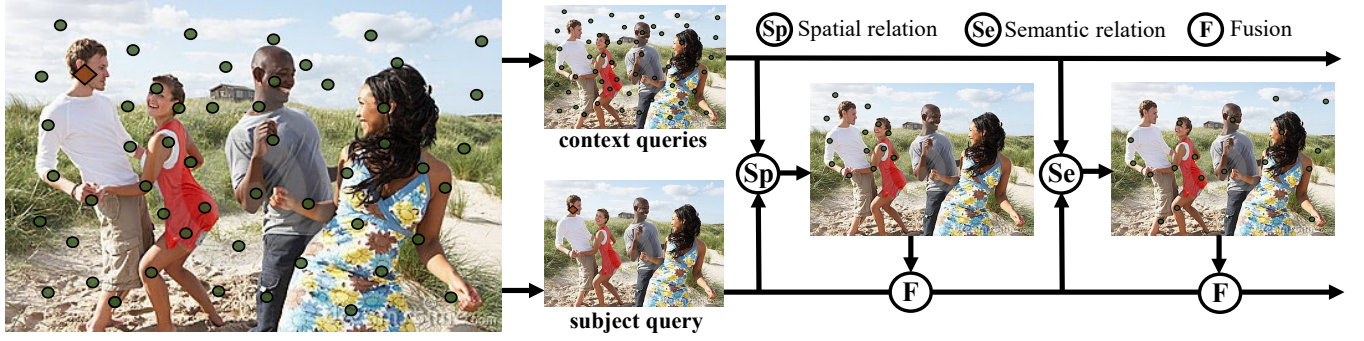 Sp Spatial relation
Se Semantic relation
F Fusion
context queries
Sp
Se
subject query
F
F